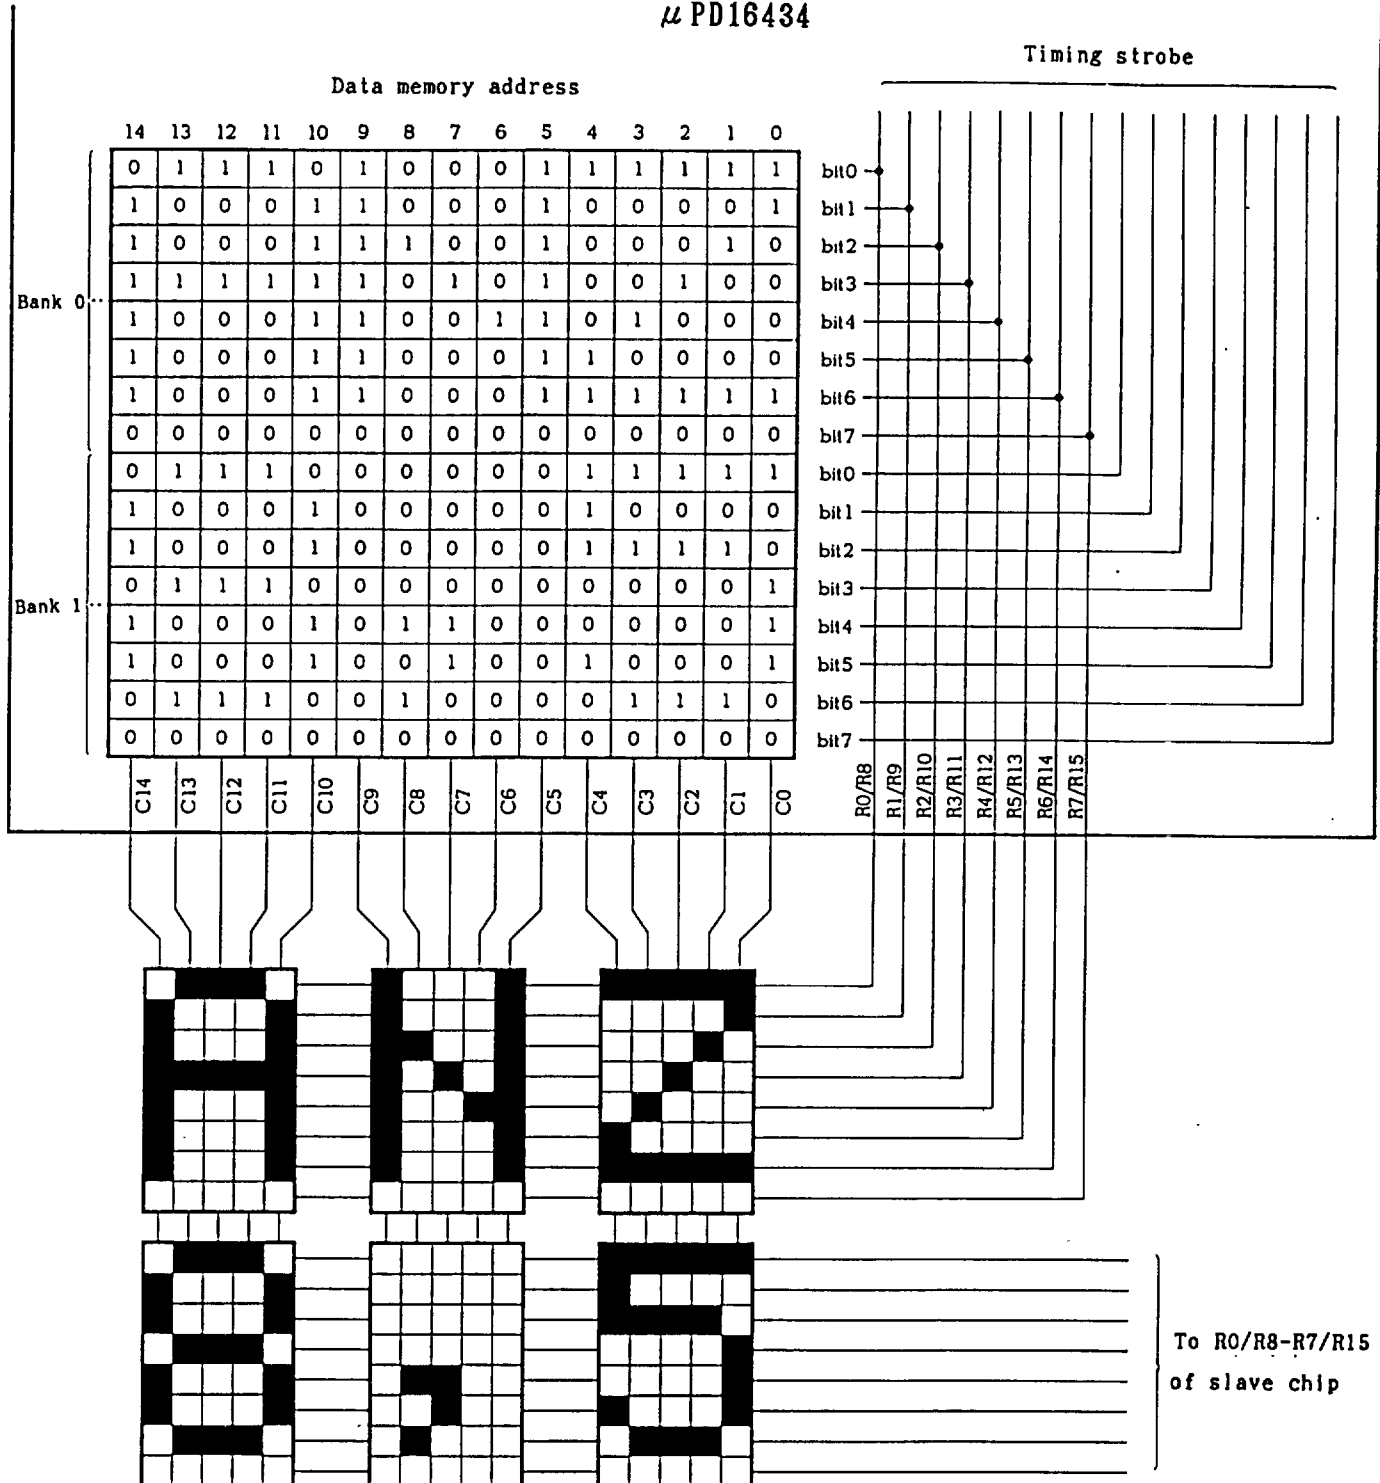 μPD16434
Timing strobe
Data memory address
14 13 12 11 10 9 8 7 6 5 4 3 2 1 0
0 1 1 1 0 1 0 0 0 1 1 1 1 1 1 bit0
1 0 0 0 1 1 0 0 0 1 0 0 0 0 1 bit1
1 0 0 0 1 1 1 0 0 1 0 0 0 1 0 bit2
1 1 1 1 1 1 0 1 0 1 0 0 1 0 0 bit3
Bank 0
1 0 0 0 1 1 0 0 1 1 0 1 0 0 0 bit4
1 0 0 0 1 1 0 0 0 1 1 0 0 0 0 bit5
1 0 0 0 1 1 0 0 0 1 1 1 1 1 1 bit6
0 0 0 0 0 0 0 0 0 0 0 0 0 0 0 bit7
0 1 1 1 0 0 0 0 0 0 1 1 1 1 1 bit0
1 0 0 0 1 0 0 0 0 0 1 0 0 0 0 bit1
1 0 0 0 1 0 0 0 0 0 1 1 1 1 0 bit2
0 1 1 1 0 0 0 0 0 0 0 0 0 0 1 bit3
Bank 1
1 0 0 0 1 0 1 1 0 0 0 0 0 0 1 bit4
1 0 0 0 1 0 0 1 0 0 1 0 0 0 1 bit5
0 1 1 1 0 0 1 0 0 0 0 1 1 1 0 bit6
0 0 0 0 0 0 0 0 0 0 0 0 0 0 0 bit7
C14 C13 C12 C11 C10 C9 C8 C7 C6 C5 C4 C3 C2 C1 C0 R0/R8 R1/R9 R2/R10 R3/R11 R4/R12 R5/R13 R6/R14 R7/R15
To R0/R8-R7/R15
of slave chip